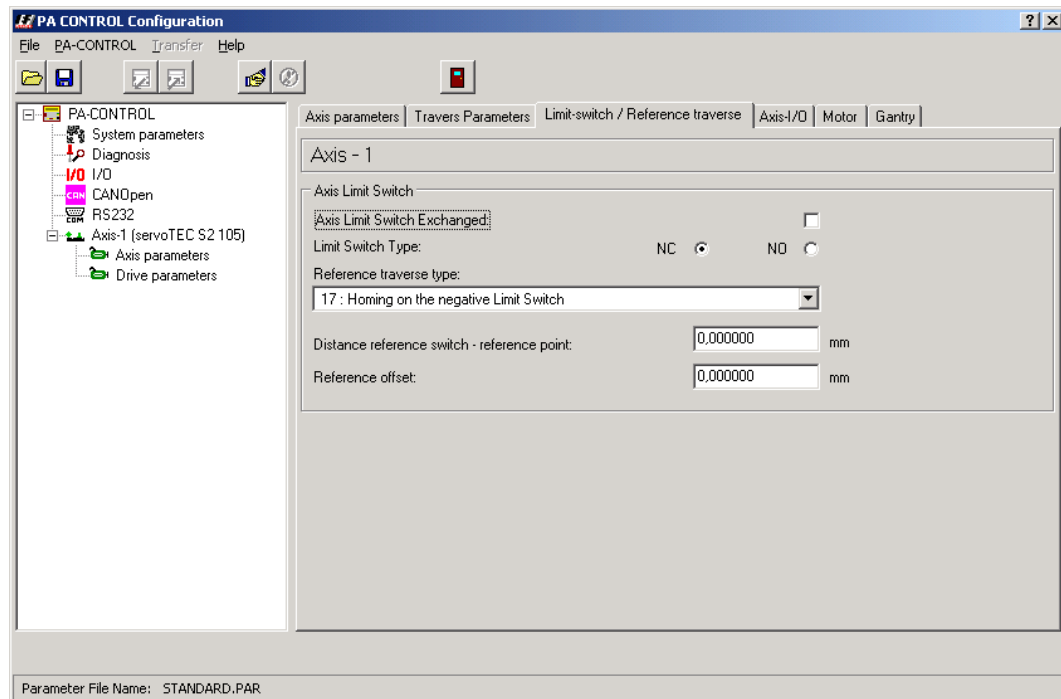 PA CONTROL Configuration
File PA-CONTROL Transfer Help
PA-CONTROL
System parameters
Diagnosis
I/O I/O
CAN CANOpen
COM RS232
Axis-1 (servoTEC S2 105)
Axis parameters
Drive parameters
Axis parameters Travers Parameters Limit-switch / Reference traverse Axis-I/O Motor Gantry
Axis - 1
Axis Limit Switch
Axis Limit Switch Exchanged:
Limit Switch Type: NC NO
Reference traverse type:
17 : Homing on the negative Limit Switch
Distance reference switch - reference point: 0,000000 mm
Reference offset: 0,000000 mm
Parameter File Name: STANDARD.PAR